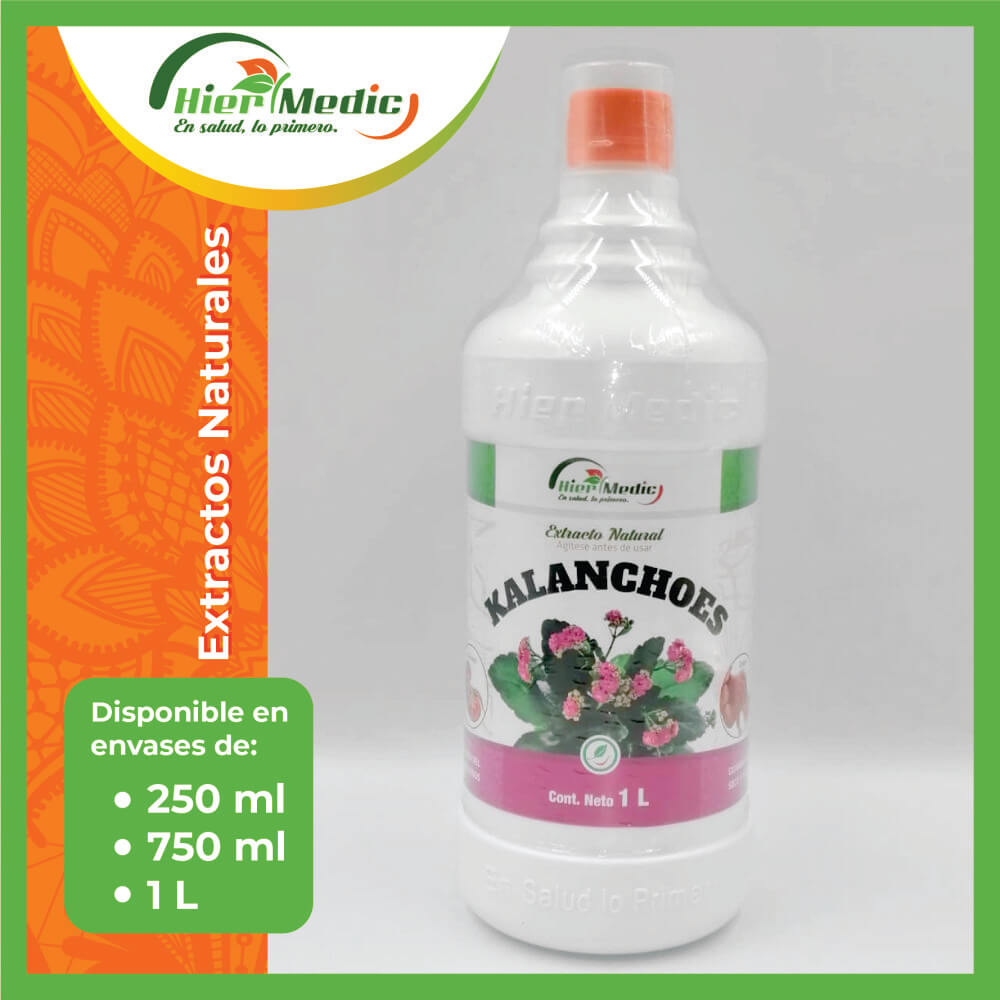 Hier Medic
En salud, lo primero.
Extractos Naturales
Disponible en
envases de:
• 250 ml
• 750 ml
• 1 L
Hier Medic
Hier Medic
En salud, lo primero.
Extracto Natural
Agítese antes de usar
KALANCHOES
Cont. Neto 1 L
En Salud lo Prime